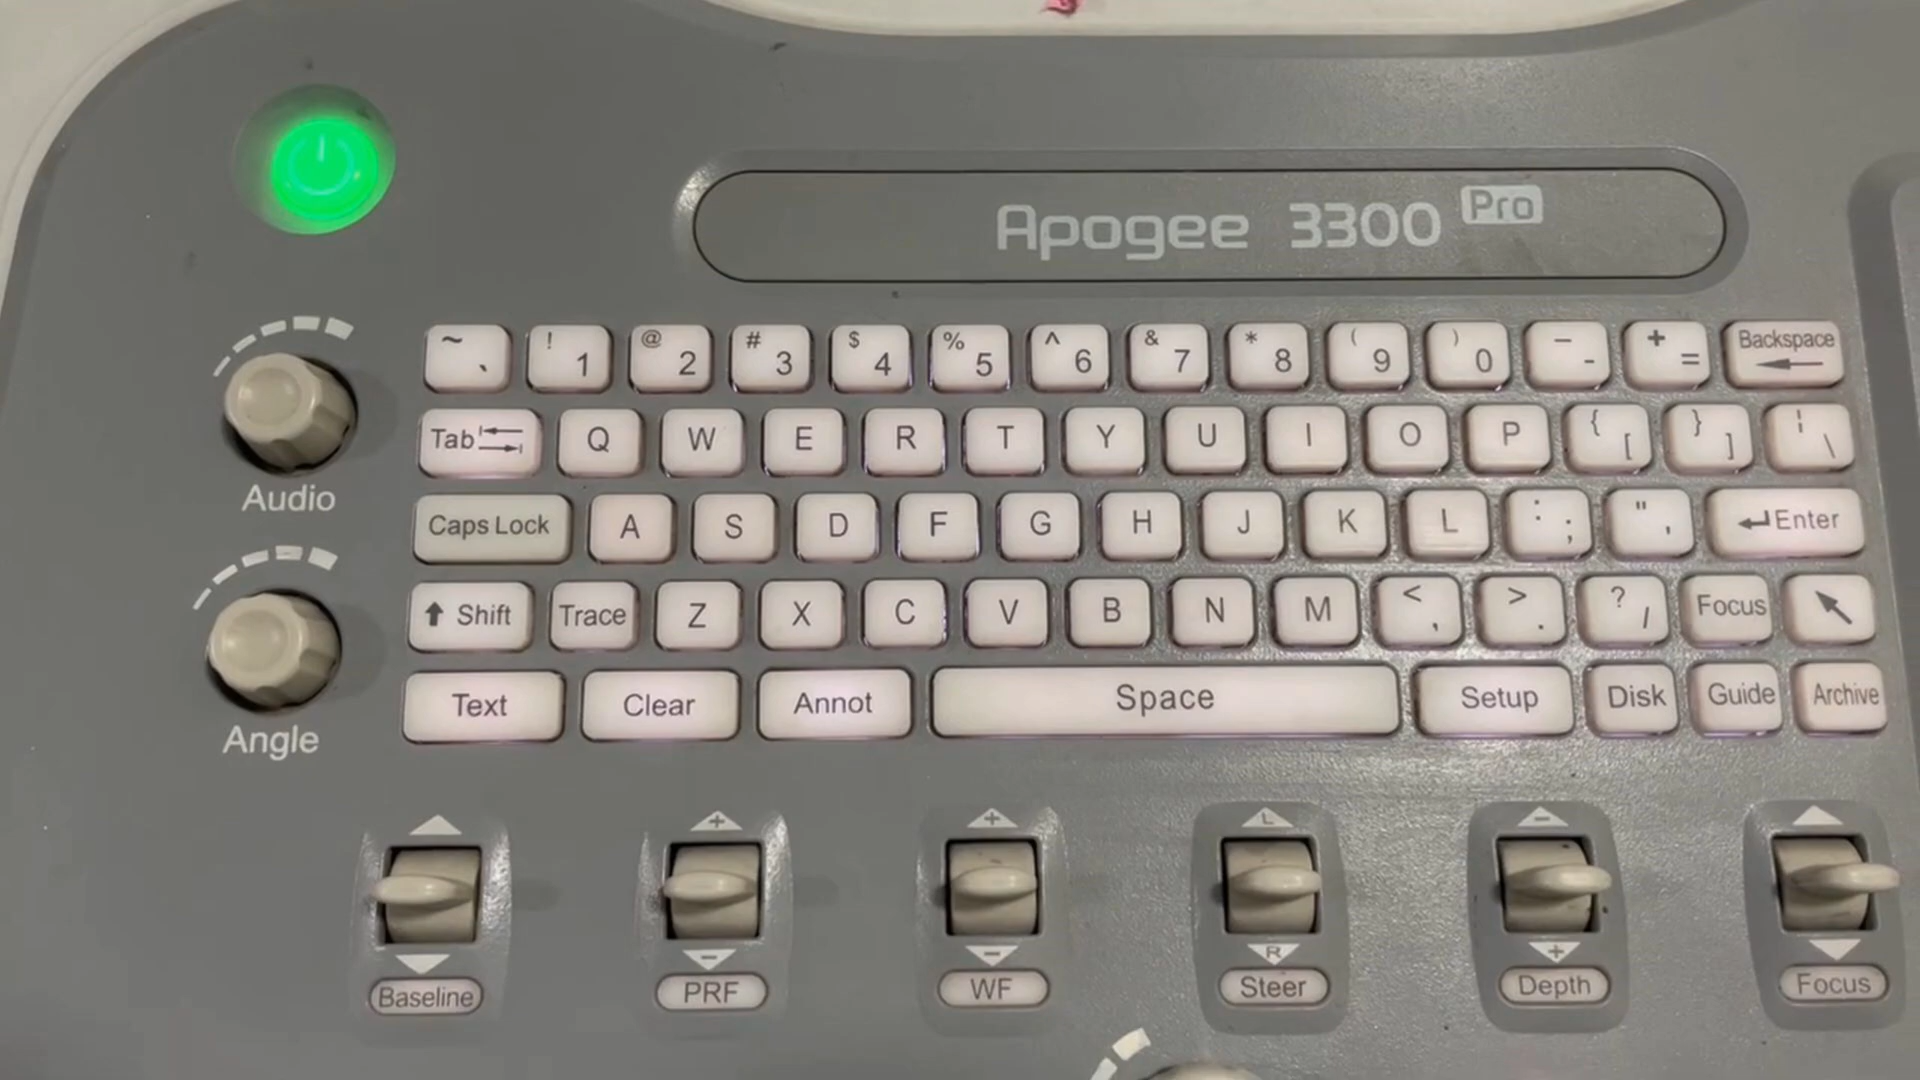 Apogee 3300 Pro
~ 、 ! 1 @ 2 # 3 $ 4 % 5 ^ 6 & 7 * 8 ( 9 ) 0 − - + = Backspace
Tab Q W E R T Y U I O P { [ } ] ¦ \
Caps Lock A S D F G H J K L : ; " , Enter
Shift Trace Z X C V B N M < , > . ? / Focus
Text Clear Annot Space Setup Disk Guide Archive
Audio
Angle
+ + L −
− − R +
Baseline PRF WF Steer Depth Focus